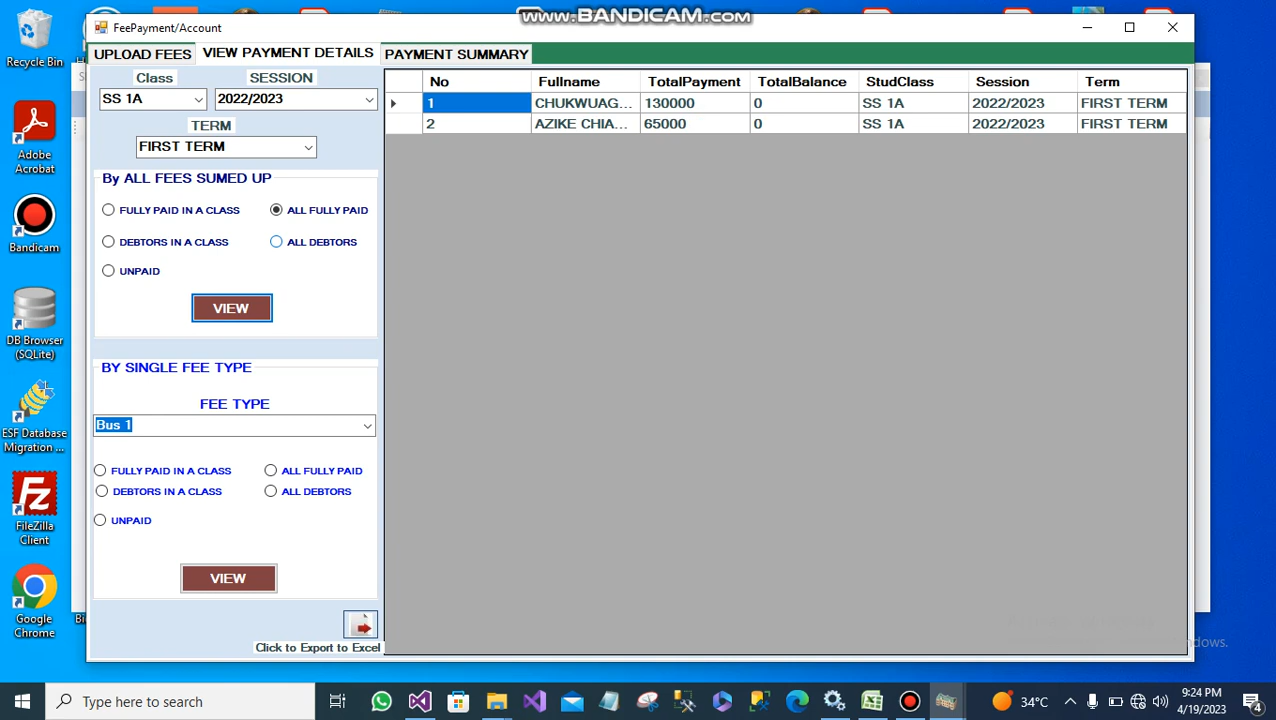 www.BANDICAM.com
FeePayment/Account
UPLOAD FEES
VIEW PAYMENT DETAILS
PAYMENT SUMMARY
Class
SESSION
SS 1A
2022/2023
TERM
FIRST TERM
By ALL FEES SUMED UP
FULLY PAID IN A CLASS
ALL FULLY PAID
DEBTORS IN A CLASS
ALL DEBTORS
UNPAID
VIEW
BY SINGLE FEE TYPE
FEE TYPE
Bus 1
FULLY PAID IN A CLASS
ALL FULLY PAID
DEBTORS IN A CLASS
ALL DEBTORS
UNPAID
VIEW
Click to Export to Excel
No Fullname TotalPayment TotalBalance StudClass Session Term
1 CHUKWUAG... 130000 0 SS 1A 2022/2023 FIRST TERM
2 AZIKE CHIA... 65000 0 SS 1A 2022/2023 FIRST TERM
Recycle Bin
Adobe
Acrobat
Bandicam
DB Browser
(SQLite)
ESF Database
Migration ...
FileZilla
Client
Google
Chrome
Type here to search
34°C
9:24 PM
4/19/2023
4